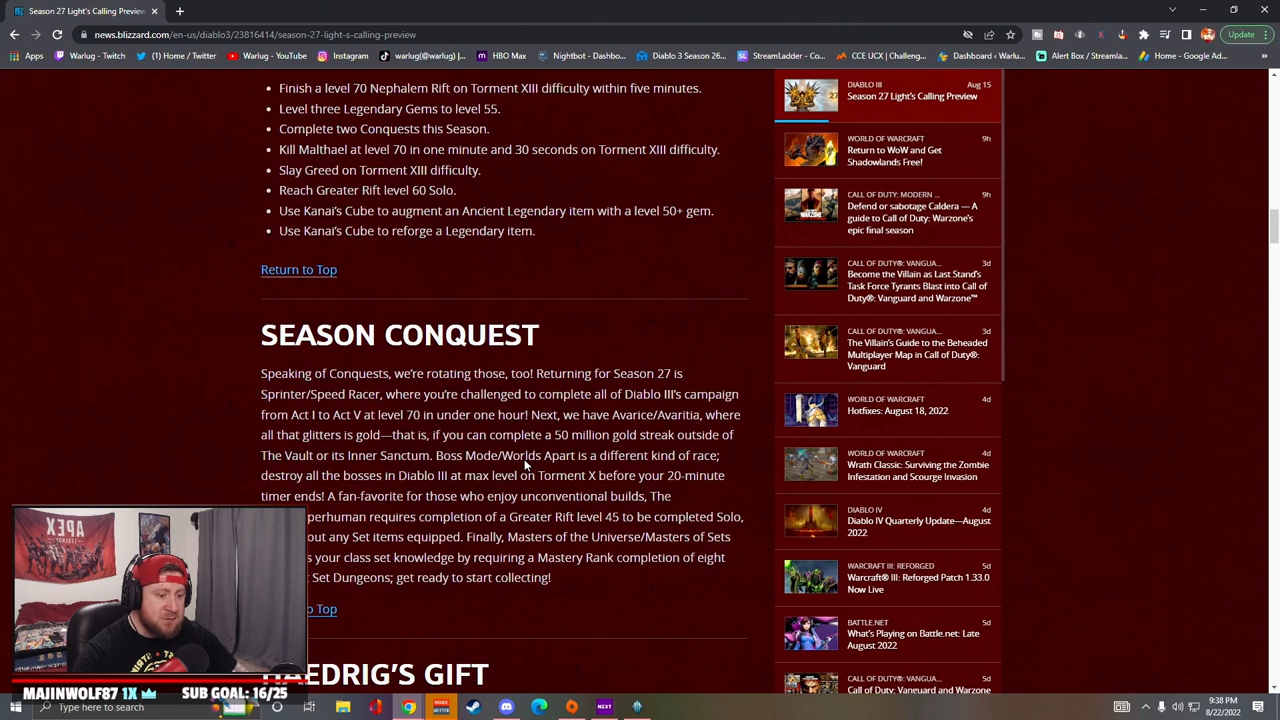 Season 27 Light's Calling Preview
news.blizzard.com/en-us/diablo3/23816414/season-27-light-s-calling-preview
Update
YouTube
Warlug - Twitch
Instagram
warlug(@warlug) | T...
HBO Max
Nightbot - Dashbo...
Diablo 3 Season 26...
StreamLadder - Co...
CCE UCX | Challeng...
Dashboard ‹ Warlu...
Alert Box / Streamla...
Home - Google Ad...
Finish a level 70 Nephalem Rift on Torment XIII difficulty within five minutes.
Level three Legendary Gems to level 55.
Complete two Conquests this Season.
Kill Malthael at level 70 in one minute and 30 seconds on Torment XIII difficulty.
Slay Greed on Torment XIII difficulty.
Reach Greater Rift level 60 Solo.
Use Kanai's Cube to augment an Ancient Legendary item with a level 50+ gem.
Use Kanai's Cube to reforge a Legendary item.
Return to Top
SEASON CONQUEST
Speaking of Conquests, we're rotating those, too! Returning for Season 27 is
Sprinter/Speed Racer, where you're challenged to complete all of Diablo III's campaign
from Act I to Act V at level 70 in under one hour! Next, we have Avarice/Avaritia, where
all that glitters is gold—that is, if you can complete a 50 million gold streak outside of
The Vault or its Inner Sanctum. Boss Mode/Worlds Apart is a different kind of race;
destroy all the bosses in Diablo III at max level on Torment X before your 20-minute
timer ends! A fan-favorite for those who enjoy unconventional builds, The
perhuman requires completion of a Greater Rift level 45 to be completed Solo,
out any Set items equipped. Finally, Masters of the Universe/Masters of Sets
s your class set knowledge by requiring a Mastery Rank completion of eight
Set Dungeons; get ready to start collecting!
o Top
AEDRIG'S GIFT
DIABLO III Aug 15
Season 27 Light's Calling Preview
WORLD OF WARCRAFT 9h
Return to WoW and Get
Shadowlands Free!
CALL OF DUTY: MODERN ... 9h
Defend or sabotage Caldera — A
guide to Call of Duty: Warzone's
epic final season
CALL OF DUTY®: VANGUA... 3d
Become the Villain as Last Stand's
Task Force Tyrants Blast into Call of
Duty®: Vanguard and Warzone™
CALL OF DUTY®: VANGUA... 3d
The Villain's Guide to the Beheaded
Multiplayer Map in Call of Duty®:
Vanguard
WORLD OF WARCRAFT 4d
Hotfixes: August 18, 2022
WORLD OF WARCRAFT 4d
Wrath Classic: Surviving the Zombie
Infestation and Scourge Invasion
DIABLO IV 4d
Diablo IV Quarterly Update—August
2022
WARCRAFT III: REFORGED 5d
Warcraft® III: Reforged Patch 1.33.0
Now Live
BATTLE.NET 5d
What's Playing on Battle.net: Late
August 2022
CALL OF DUTY®: VANGUA... 5d
Call of Duty: Vanguard and Warzone
APEX
MAJINWOLF87 1X
SUB GOAL: 16/25
Type here to search
9:38 PM
8/22/2022